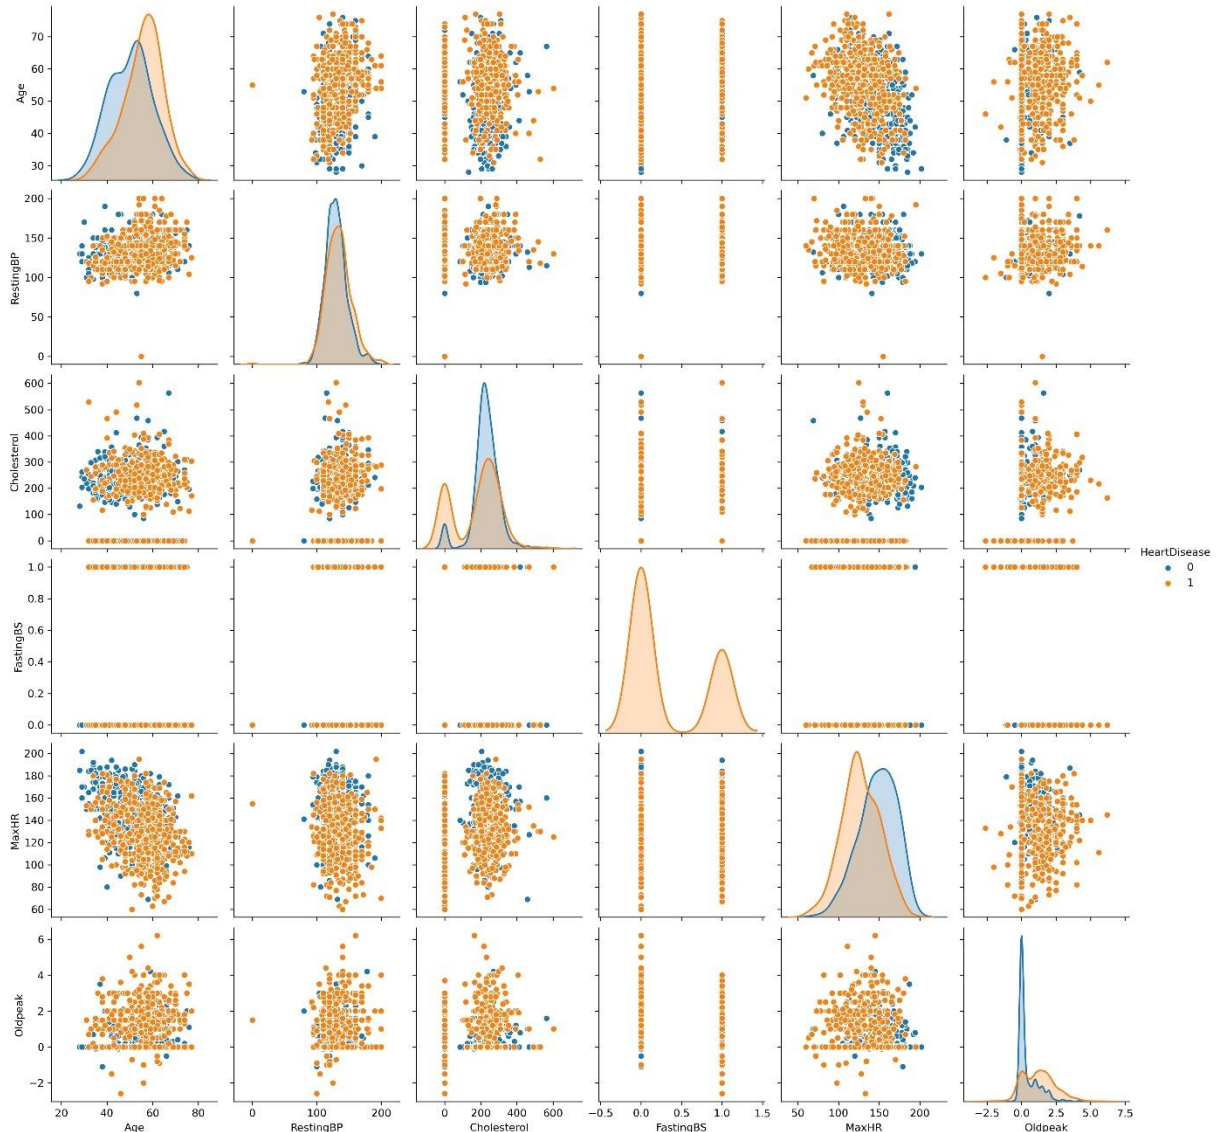 70
60
50
40
30
Age
200
150
100
50
0
RestingBP
600
500
400
300
200
100
0
Cholesterol
HeartDisease
0
1
1.0
0.8
0.6
0.4
0.2
0.0
FastingBS
200
180
160
140
120
100
80
60
MaxHR
6
4
2
0
−2
Oldpeak
20 40 60 80
0 100 200
0 200 400 600
−0.5 0.0 0.5 1.0 1.5
50 100 150 200
−2.5 0.0 2.5 5.0 7.5
Age RestingBP Cholesterol FastingBS MaxHR Oldpeak